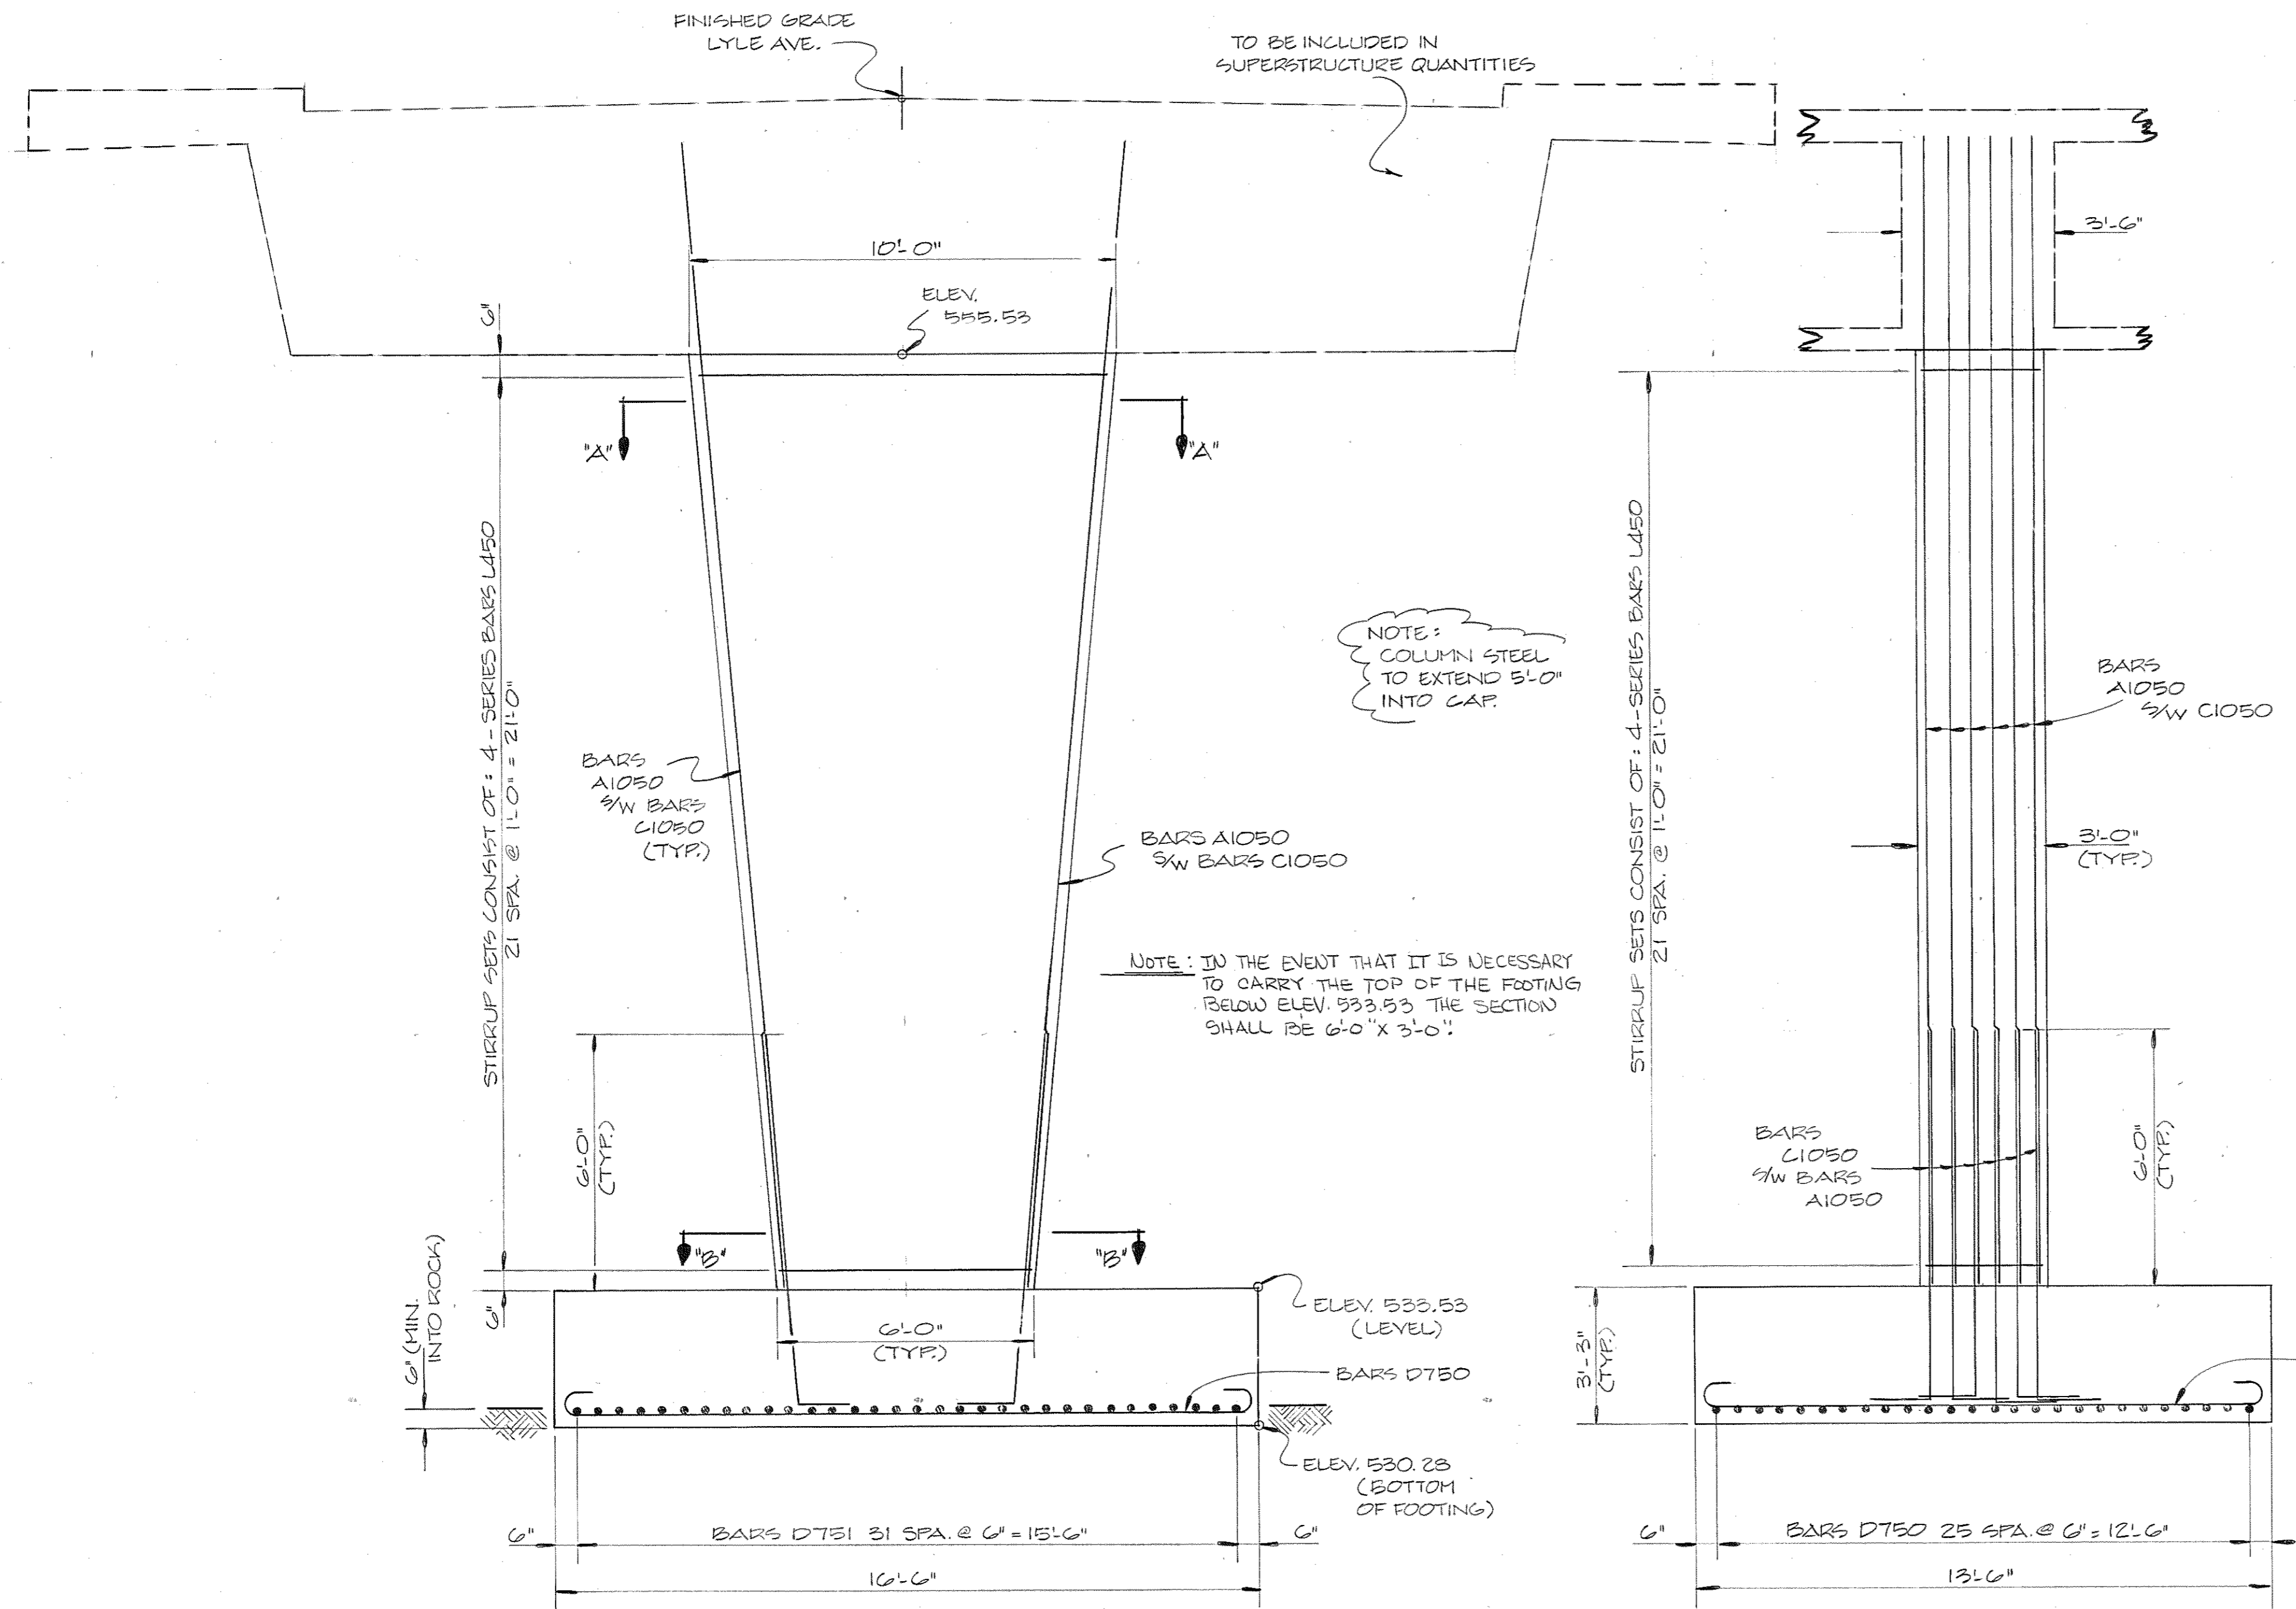 FINISHED GRADE
LYLE AVE.
TO BE INCLUDED IN
SUPERSTRUCTURE QUANTITIES
10'-0"
3'-6"
6"
ELEV.
555.53
"A"
"A"
STIRRUP SETS CONSIST OF: 4-SERIES BARS L450
21 SPA. @ 1'-0" = 21'-0"
NOTE:
COLUMN STEEL
TO EXTEND 5'-0"
INTO CAP.
STIRRUP SETS CONSIST OF: 4-SERIES BARS L450
21 SPA. @ 1'-0" = 21'-0"
BARS
A1050
S/W C1050
BARS
A1050
S/W BARS
C1050
(TYP.)
BARS A1050
S/W BARS C1050
3'-0"
(TYP.)
NOTE: IN THE EVENT THAT IT IS NECESSARY
TO CARRY THE TOP OF THE FOOTING
BELOW ELEV. 533.53 THE SECTION
SHALL BE 6'-0" X 3'-0".
6'-0"
(TYP.)
BARS
C1050
S/W BARS
A1050
6'-0"
(TYP.)
"B"
"B"
6" (MIN.
INTO ROCK)
6"
6'-0"
(TYP.)
ELEV. 533.53
(LEVEL)
BARS D750
3'-3"
(TYP.)
ELEV. 530.28
(BOTTOM
OF FOOTING)
6"
BARS D751 31 SPA. @ 6" = 15'-6"
6"
16'-6"
6"
BARS D750 25 SPA. @ 6" = 12'-6"
13'-6"